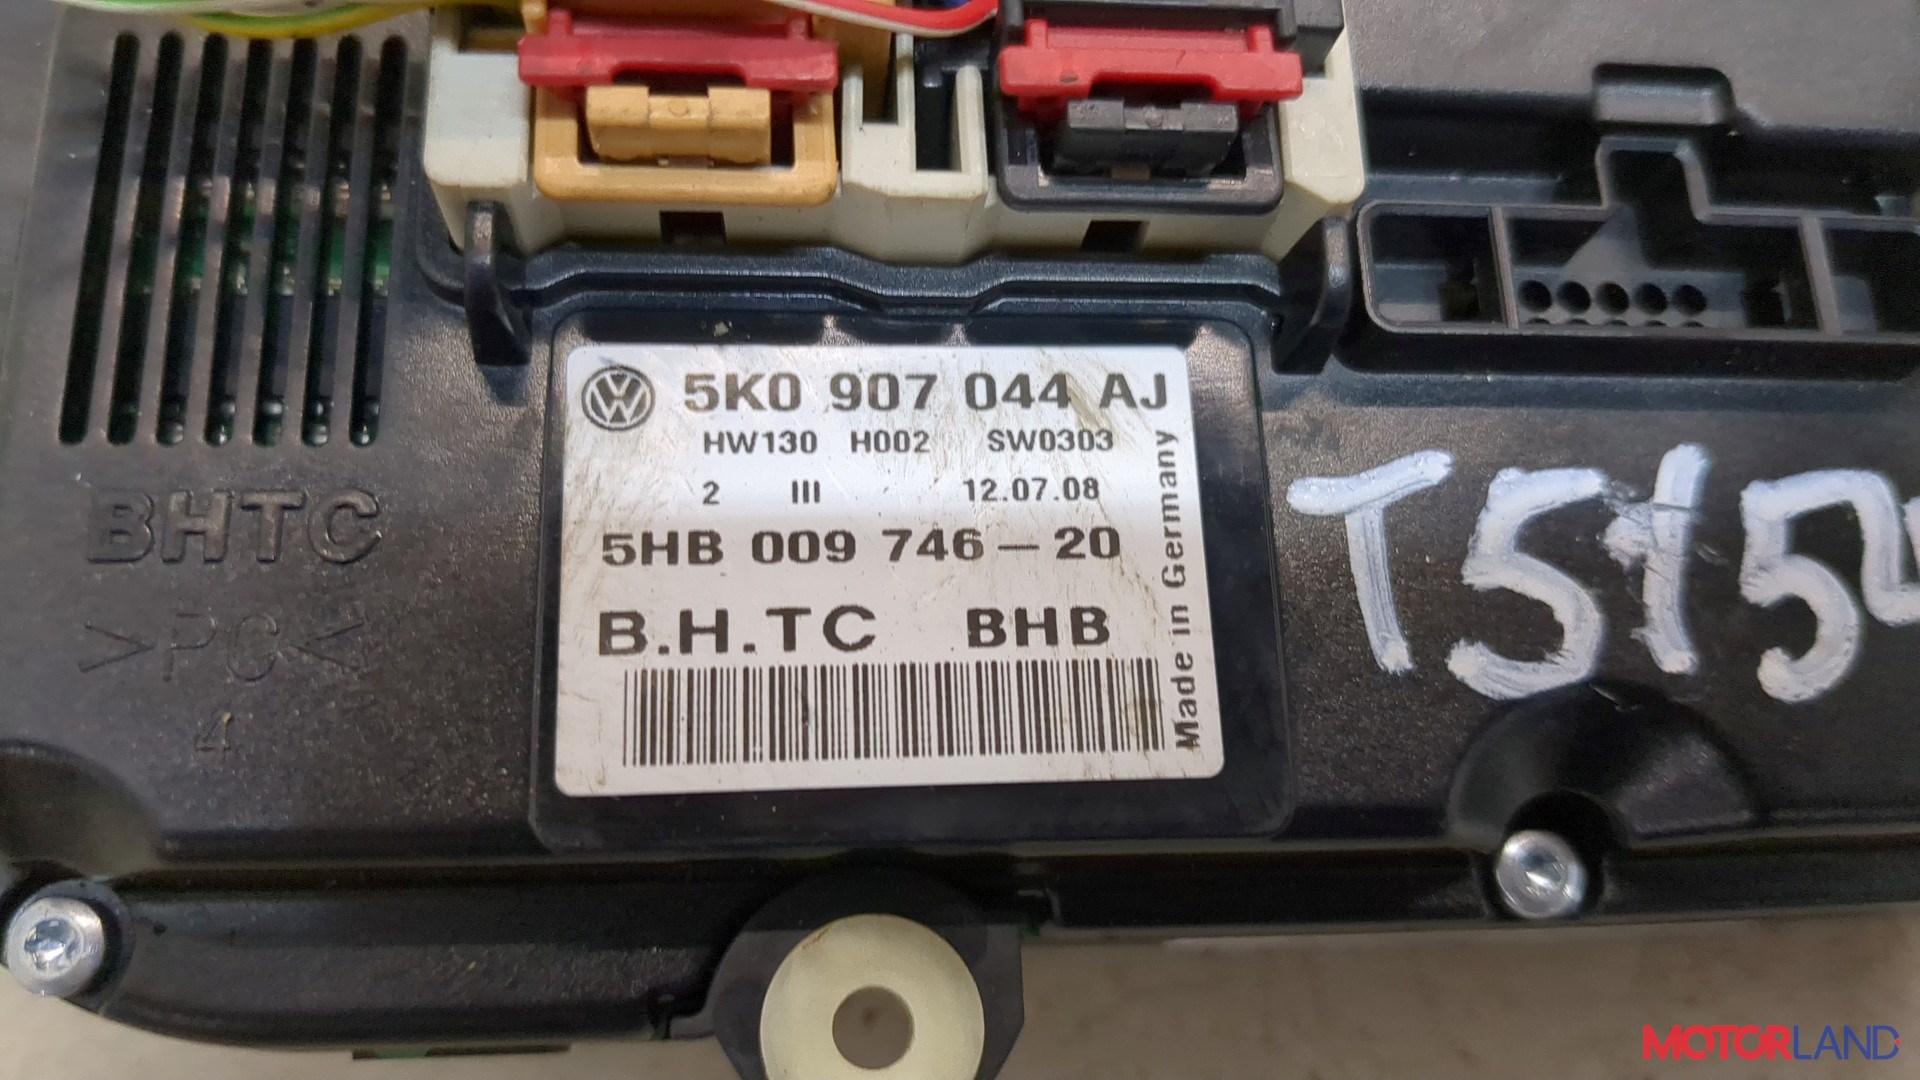 5K0 907 044 AJ
HW130 H002 SW0303
2 III 12.07.08
5HB 009 746-20
B.H.TC BHB
Made in Germany
BHTC
>PC<
4
MOTORLAND